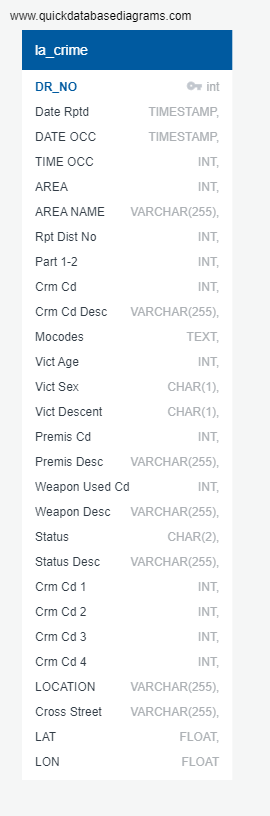 www.quickdatabasediagrams.com
la_crime
DR_NO int
Date Rptd TIMESTAMP,
DATE OCC TIMESTAMP,
TIME OCC INT,
AREA INT,
AREA NAME VARCHAR(255),
Rpt Dist No INT,
Part 1-2 INT,
Crm Cd INT,
Crm Cd Desc VARCHAR(255),
Mocodes TEXT,
Vict Age INT,
Vict Sex CHAR(1),
Vict Descent CHAR(1),
Premis Cd INT,
Premis Desc VARCHAR(255),
Weapon Used Cd INT,
Weapon Desc VARCHAR(255),
Status CHAR(2),
Status Desc VARCHAR(255),
Crm Cd 1 INT,
Crm Cd 2 INT,
Crm Cd 3 INT,
Crm Cd 4 INT,
LOCATION VARCHAR(255),
Cross Street VARCHAR(255),
LAT FLOAT,
LON FLOAT